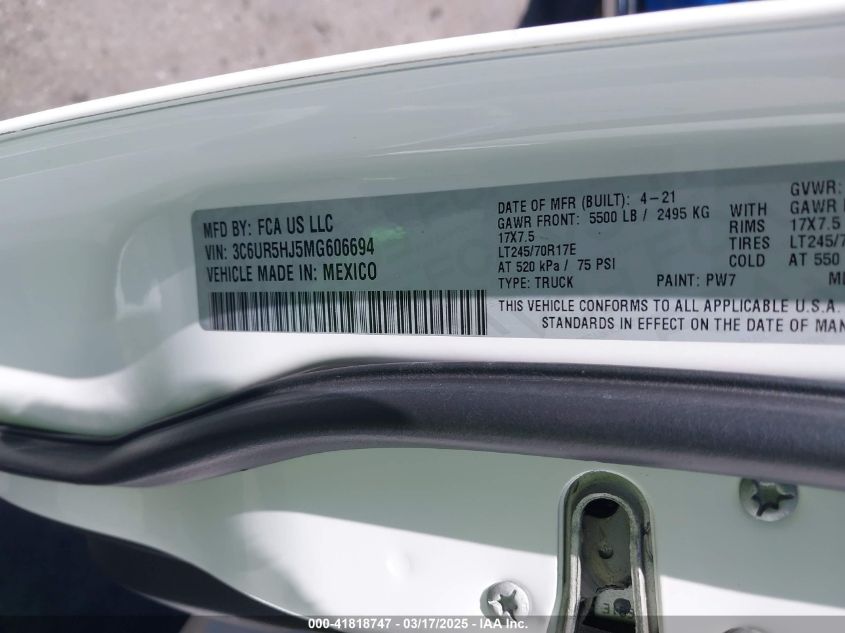 MFD BY: FCA US LLC
VIN: 3C6UR5HJ5MG606694
VEHICLE MADE IN: MEXICO
DATE OF MFR (BUILT): 4-21
GAWR FRONT: 5500 LB / 2495 KG WITH
17X7.5 RIMS
LT245/70R17E TIRES
AT 520 kPa / 75 PSI COLD
TYPE: TRUCK PAINT: PW7
GVWR:
GAWR
17X7.5
LT245/
AT 550
THIS VEHICLE CONFORMS TO ALL APPLICABLE U.S.A.
STANDARDS IN EFFECT ON THE DATE OF MAN
000-41818747 - 03/17/2025 - IAA Inc.